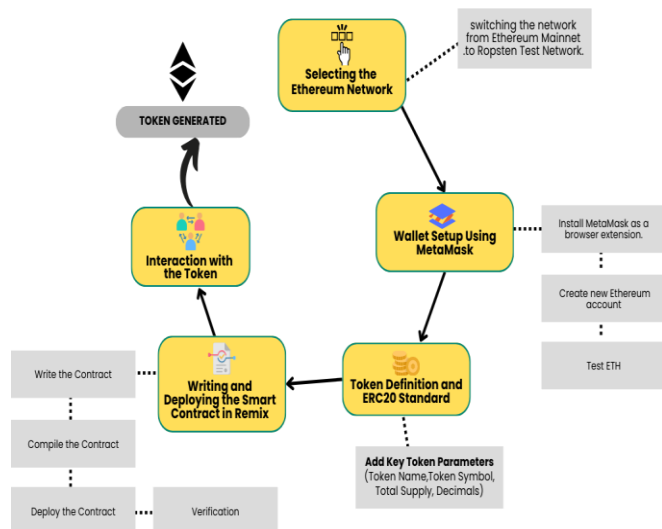 Selecting the
Ethereum Network
switching the network
from Ethereum Mainnet
.to Ropsten Test Network.
TOKEN GENERATED
Wallet Setup Using
MetaMask
Install MetaMask as a
browser extension.
Create new Ethereum
account
Test ETH
Token Definition and
ERC20 Standard
Add Key Token Parameters
(Token Name,Token Symbol,
Total Supply, Decimals)
Writing and
Deploying the Smart
Contract in Remix
Write the Contract
Compile the Contract
Deploy the Contract
Verification
Interaction with
the Token